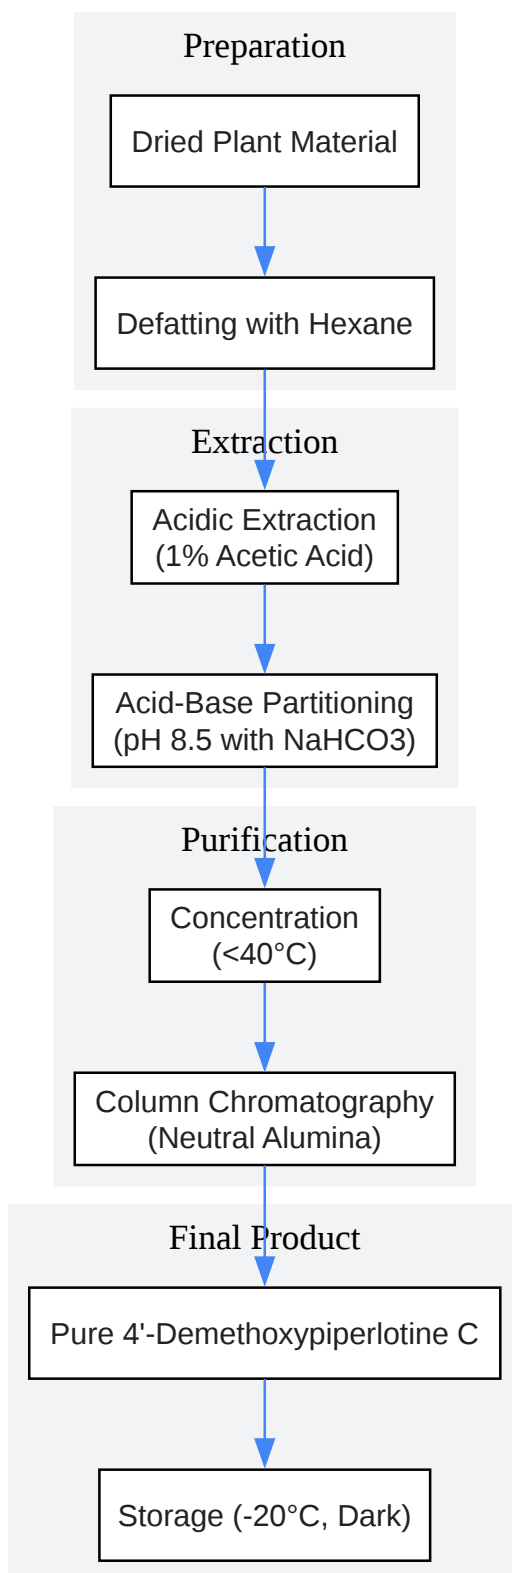 Preparation
Dried Plant Material
Defatting with Hexane
Extraction
Acidic Extraction
(1% Acetic Acid)
Acid-Base Partitioning
(pH 8.5 with NaHCO3)
Purification
Concentration
(<40°C)
Column Chromatography
(Neutral Alumina)
Final Product
Pure 4'-Demethoxypiperlotine C
Storage (-20°C, Dark)